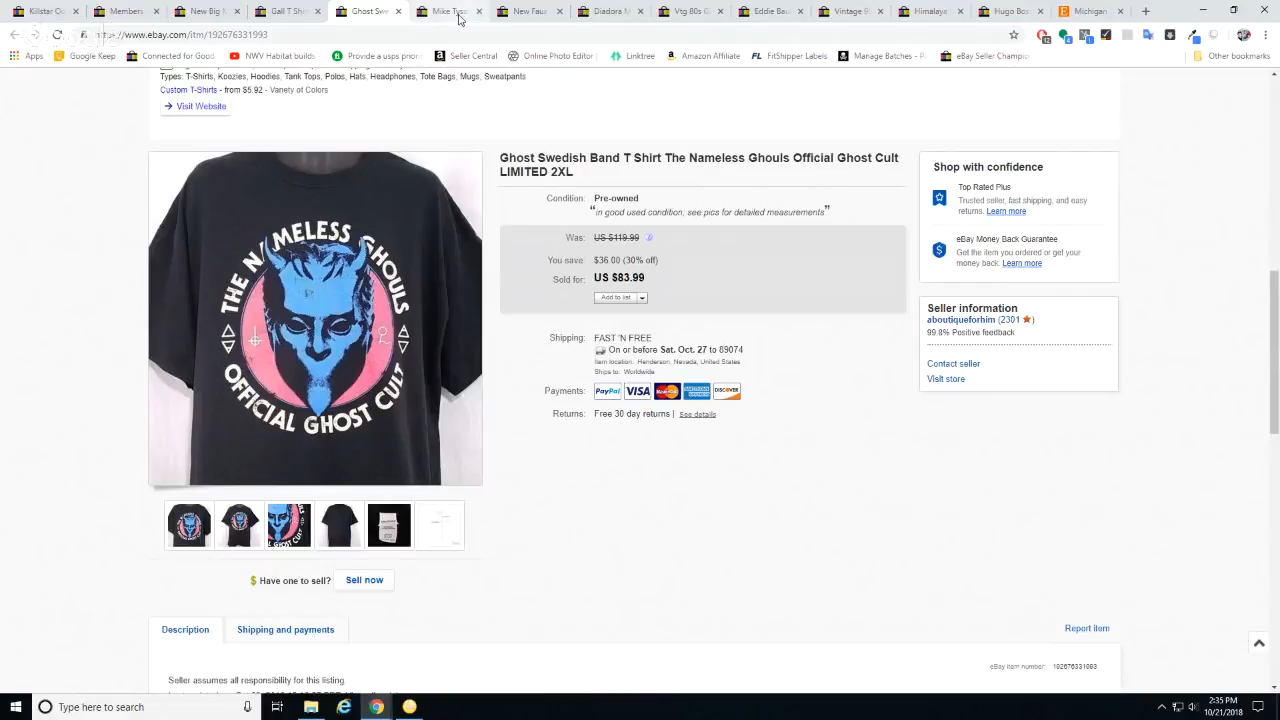 Killstar Co
Members
New Big M
Gall T Shirt
Ghost Swe
Mike Tyso
New Faux
Diadora M
Vtg 80s G
Eddie Bau
Vintage 9
Himalaya
Hugo Bos
Michigan
https://www.ebay.com/itm/192676331993
Apps
Google Keep
Connected for Good
NWV Habitat builds
Provide a usps prior
Seller Central
Online Photo Editor |
Linktree
Amazon Affiliate
FL FitShipper Labels
Manage Batches - P
eBay Seller Champio
Other bookmarks
Types: T-Shirts, Koozies, Hoodies, Tank Tops, Polos, Hats, Headphones, Tote Bags, Mugs, Sweatpants
Custom T-Shirts - from $5.92 - Variety of Colors
Visit Website
Ghost Swedish Band T Shirt The Nameless Ghouls Official Ghost Cult
LIMITED 2XL
Condition: Pre-owned
“in good used condition, see pics for detailed measurements”
Was: US $119.99
You save: $36.00 (30% off)
Sold for: US $83.99
Add to list
Shipping: FAST 'N FREE
On or before Sat. Oct. 27 to 89074
Item location: Henderson, Nevada, United States
Ships to: Worldwide
Payments: PayPal VISA MasterCard DISCOVER
Returns: Free 30 day returns | See details
Shop with confidence
Top Rated Plus
Trusted seller, fast shipping, and easy
returns. Learn more
eBay Money Back Guarantee
Get the item you ordered or get your
money back. Learn more
Seller information
aboutiqueforhim (2301 )
99.8% Positive feedback
Contact seller
Visit store
THE NAMELESS GHOULS
OFFICIAL GHOST CULT
$ Have one to sell? Sell now
Description
Shipping and payments
Report item
eBay item number: 192676331993
Seller assumes all responsibility for this listing.
Type here to search
2:35 PM
10/21/2018